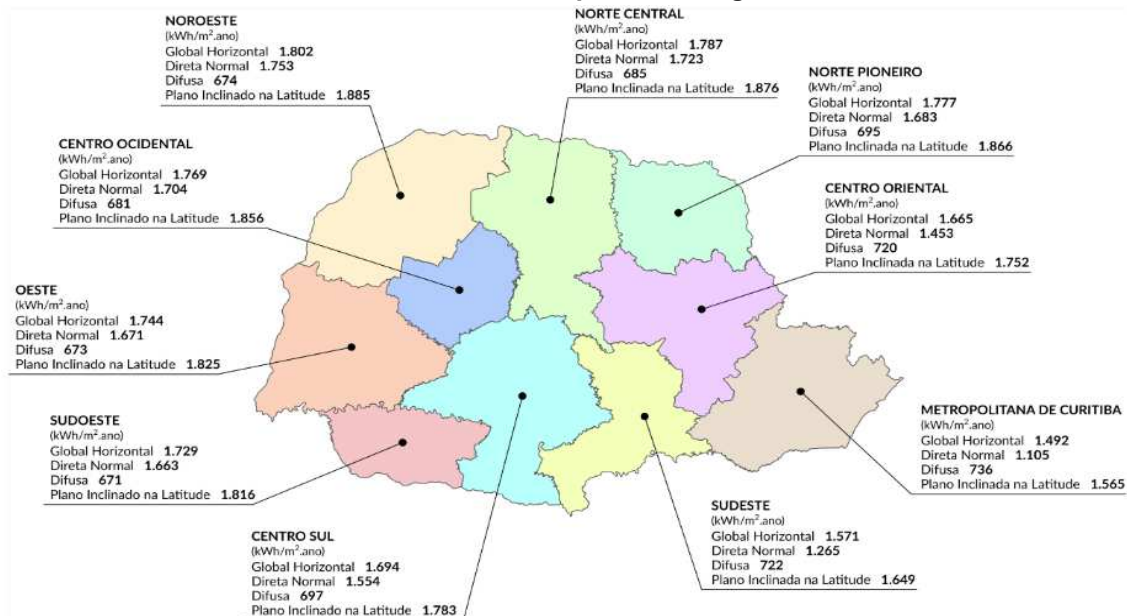 NOROESTE
(kWh/m².ano)
Global Horizontal 1.802
Direta Normal 1.753
Difusa 674
Plano Inclinado na Latitude 1.885
NORTE CENTRAL
(kWh/m².ano)
Global Horizontal 1.787
Direta Normal 1.723
Difusa 685
Plano Inclinada na Latitude 1.876
NORTE PIONEIRO
(kWh/m².ano)
Global Horizontal 1.777
Direta Normal 1.683
Difusa 695
Plano Inclinada na Latitude 1.866
CENTRO OCIDENTAL
(kWh/m².ano)
Global Horizontal 1.769
Direta Normal 1.704
Difusa 681
Plano Inclinado na Latitude 1.856
CENTRO ORIENTAL
(kWh/m².ano)
Global Horizontal 1.665
Direta Normal 1.453
Difusa 720
Plano Inclinada na Latitude 1.752
OESTE
(kWh/m².ano)
Global Horizontal 1.744
Direta Normal 1.671
Difusa 673
Plano Inclinado na Latitude 1.825
SUDOESTE
(kWh/m².ano)
Global Horizontal 1.729
Direta Normal 1.663
Difusa 671
Plano Inclinado na Latitude 1.816
METROPOLITANA DE CURITIBA
(kWh/m².ano)
Global Horizontal 1.492
Direta Normal 1.105
Difusa 736
Plano Inclinada na Latitude 1.565
SUDESTE
(kWh/m².ano)
Global Horizontal 1.571
Direta Normal 1.265
Difusa 722
Plano Inclinada na Latitude 1.649
CENTRO SUL
(kWh/m².ano)
Global Horizontal 1.694
Direta Normal 1.554
Difusa 697
Plano Inclinado na Latitude 1.783